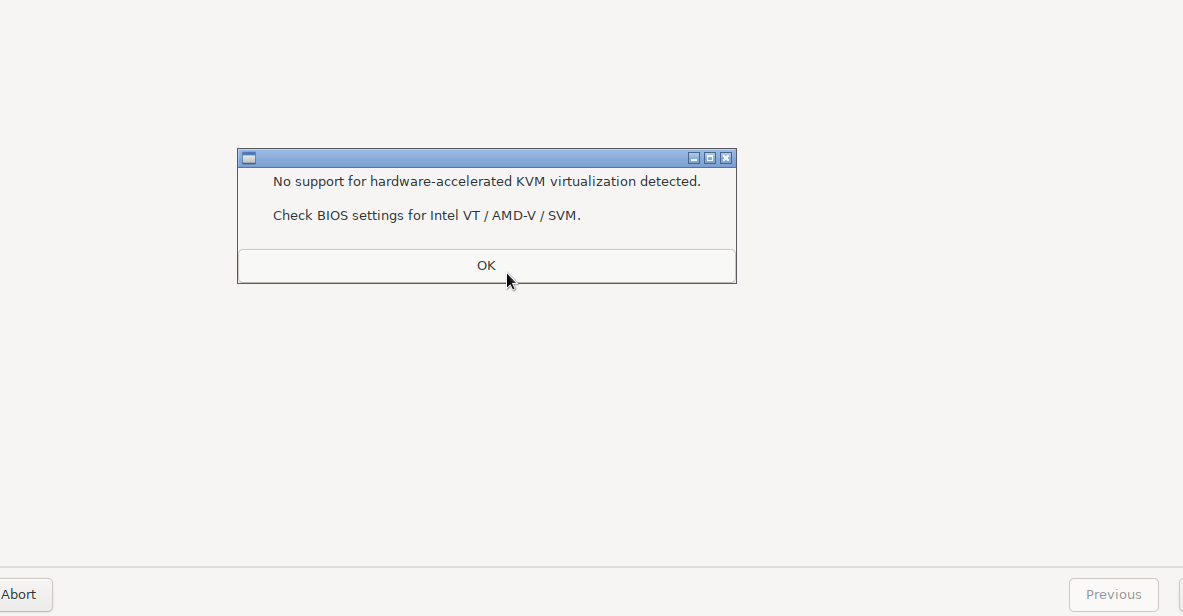 No support for hardware-accelerated KVM virtualization detected.
Check BIOS settings for Intel VT / AMD-V / SVM.
OK
Abort
Previous